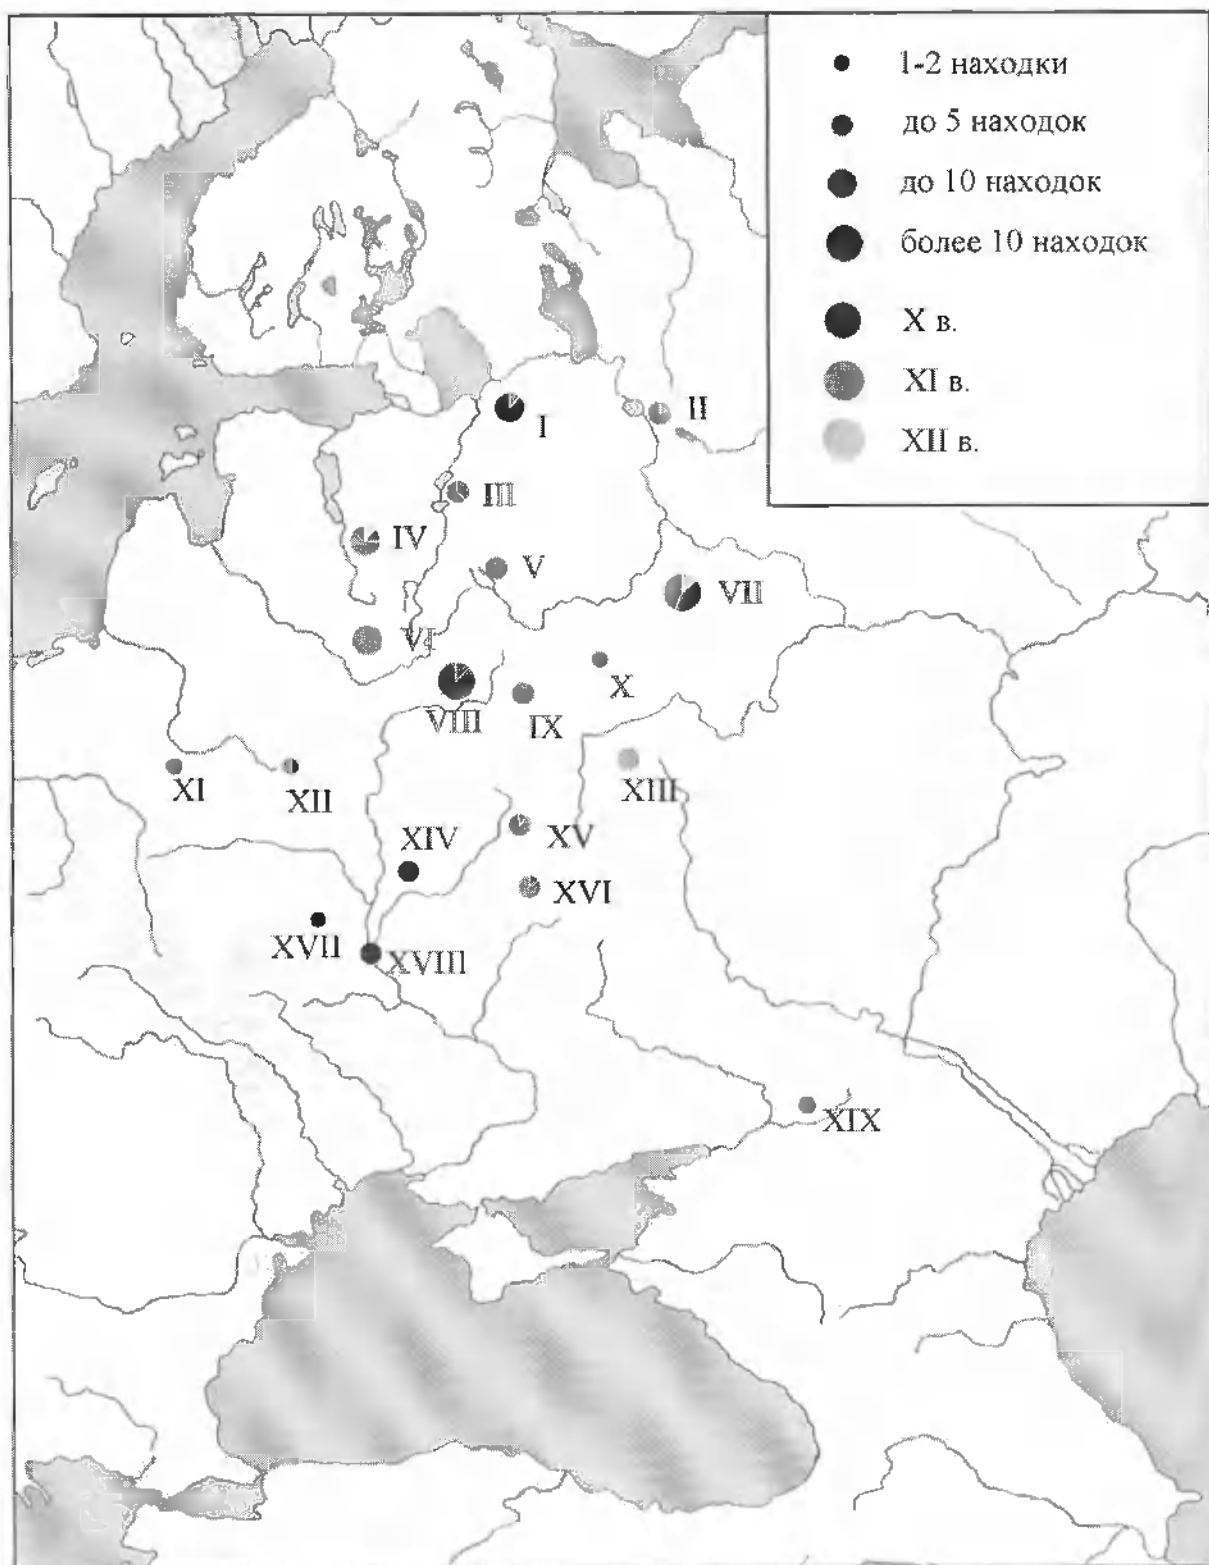 1-2 находки
до 5 находок
до 10 находок
более 10 находок
X в.
XI в.
XII в.
I
II
III
IV
V
VI
VII
VIII
IX
X
XI
XII
XIII
XIV
XV
XVI
XVII
XVIII
XIX